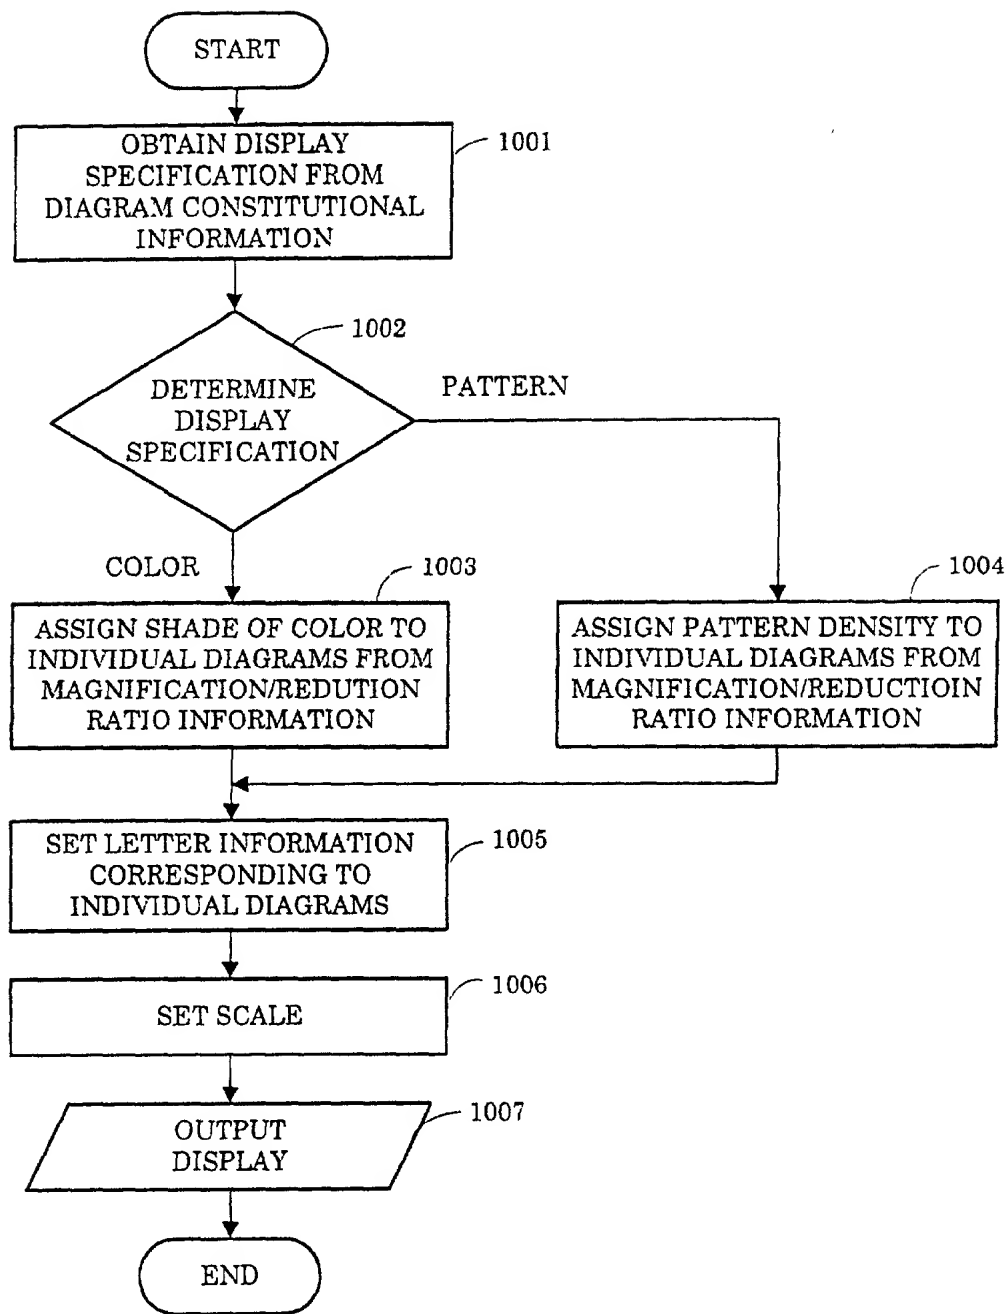 START
OBTAIN DISPLAY
SPECIFICATION FROM
DIAGRAM CONSTITUTIONAL
INFORMATION
1001
1002
DETERMINE
DISPLAY
SPECIFICATION
PATTERN
COLOR
1003
ASSIGN SHADE OF COLOR TO
INDIVIDUAL DIAGRAMS FROM
MAGNIFICATION/REDUTION
RATIO INFORMATION
1004
ASSIGN PATTERN DENSITY TO
INDIVIDUAL DIAGRAMS FROM
MAGNIFICATION/REDUCTIOIN
RATIO INFORMATION
SET LETTER INFORMATION
CORRESPONDING TO
INDIVIDUAL DIAGRAMS
1005
SET SCALE
1006
OUTPUT
DISPLAY
1007
END